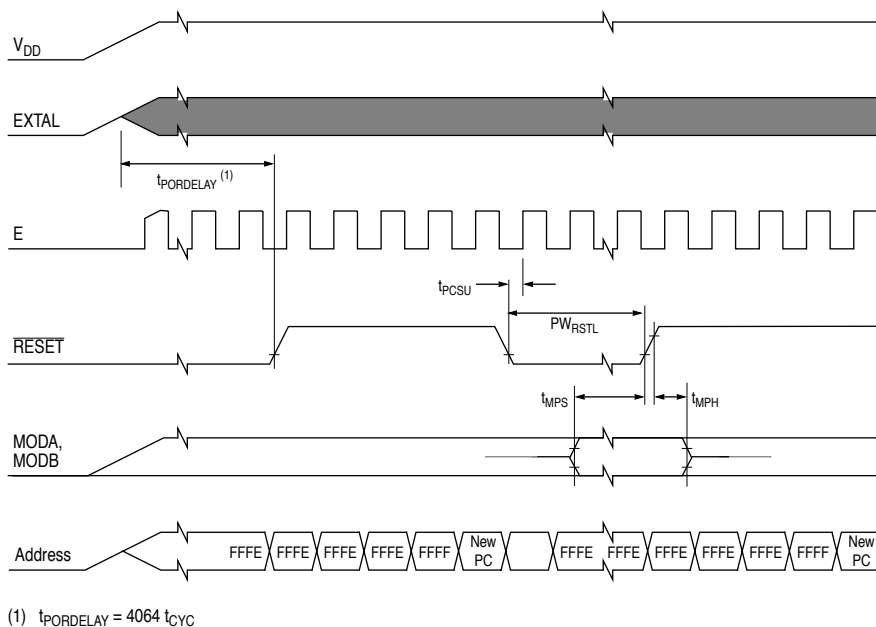 VDD
EXTAL
tPORDELAY (1)
E
tPCSU
PWRSTL
RESET
tMPS
tMPH
MODA,
MODB
Address
FFFE FFFE FFFE FFFE FFFF New PC FFFE FFFE FFFE FFFE FFFE FFFF New PC
(1) tPORDELAY = 4064 tCYC